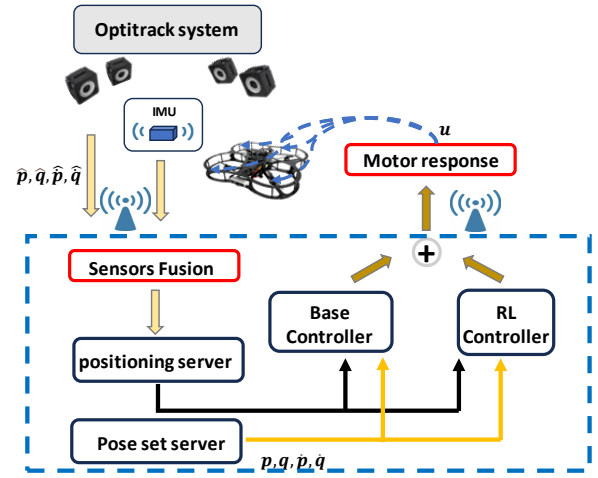 Optitrack system
IMU
u
Motor response
p̂, q̂, p̂̇, q̂̇
Sensors Fusion
Base
Controller
RL
Controller
+
positioning server
Pose set server
p, q, ṗ, q̇